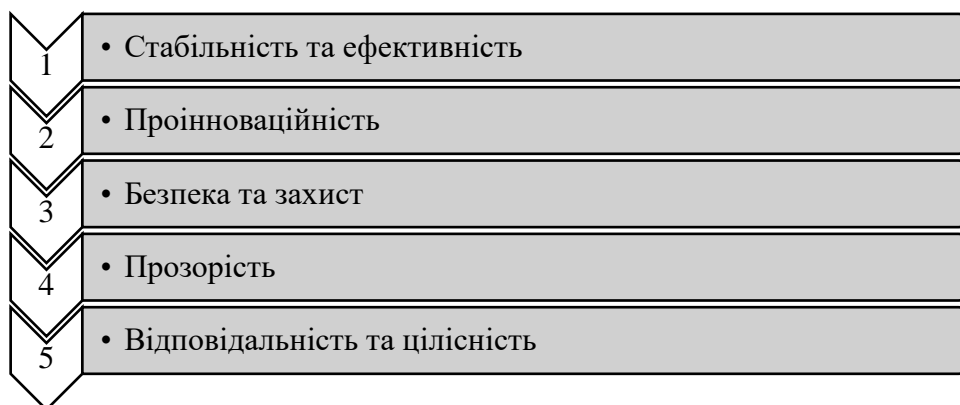 1 • Стабільність та ефективність
2 • Проінноваційність
3 • Безпека та захист
4 • Прозорість
5 • Відповідальність та цілісність